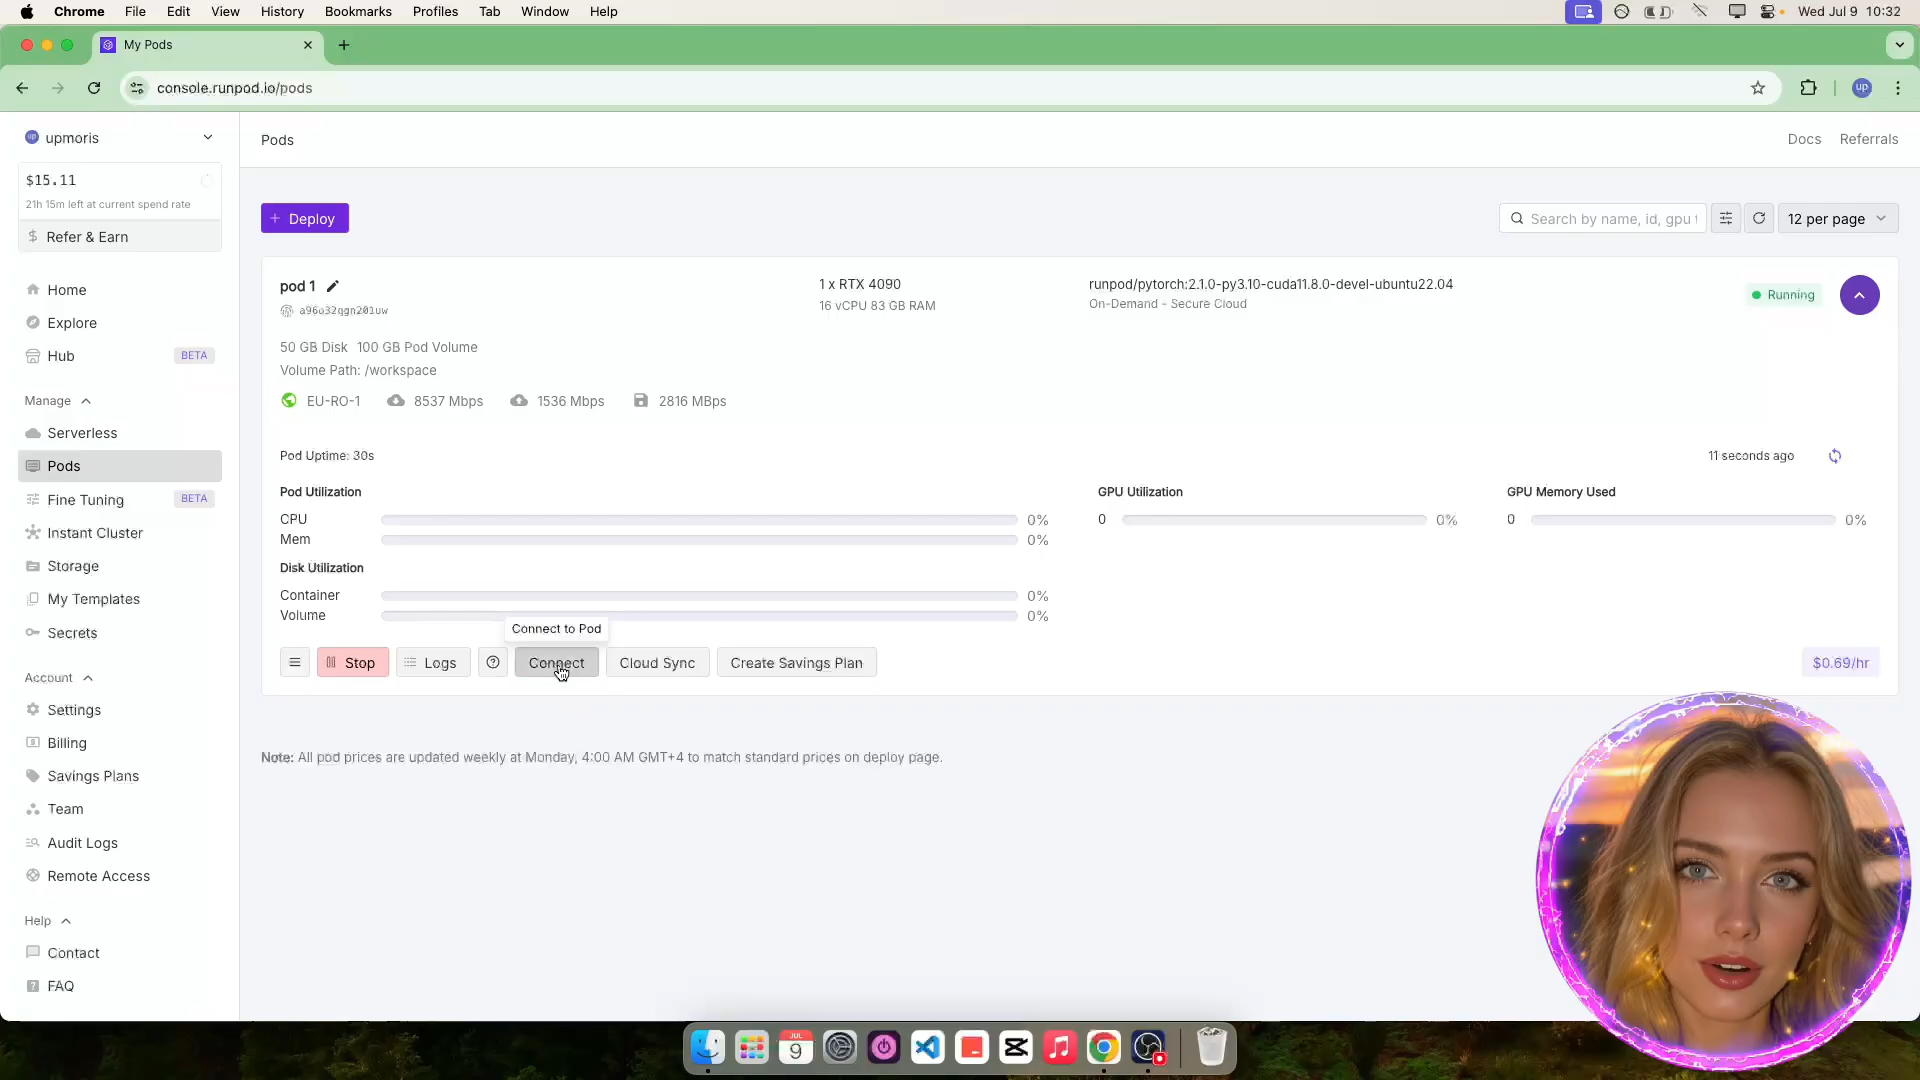 Chrome File Edit View History Bookmarks Profiles Tab Window Help Wed Jul 9 10:32
My Pods
console.runpod.io/pods
up
upmoris
Pods
Docs Referrals
$15.11
21h 15m left at current spend rate
$ Refer & Earn
+ Deploy
Search by name, id, gpu t
12 per page
Home
Explore
Hub BETA
Manage
Serverless
Pods
Fine Tuning BETA
Instant Cluster
Storage
My Templates
Secrets
Account
Settings
Billing
Savings Plans
Team
Audit Logs
Remote Access
Help
Contact
FAQ
pod 1
1 x RTX 4090
16 vCPU 83 GB RAM
runpod/pytorch:2.1.0-py3.10-cuda11.8.0-devel-ubuntu22.04
On-Demand - Secure Cloud
Running
50 GB Disk 100 GB Pod Volume
Volume Path: /workspace
EU-RO-1 8537 Mbps 1536 Mbps 2816 MBps
Pod Uptime: 30s
11 seconds ago
Pod Utilization
CPU 0%
Mem 0%
Disk Utilization
Container 0%
Volume 0%
GPU Utilization
0 0%
GPU Memory Used
0 0%
Connect to Pod
Stop Logs Connect Cloud Sync Create Savings Plan
$0.69/hr
Note: All pod prices are updated weekly at Monday, 4:00 AM GMT+4 to match standard prices on deploy page.
JUL
9